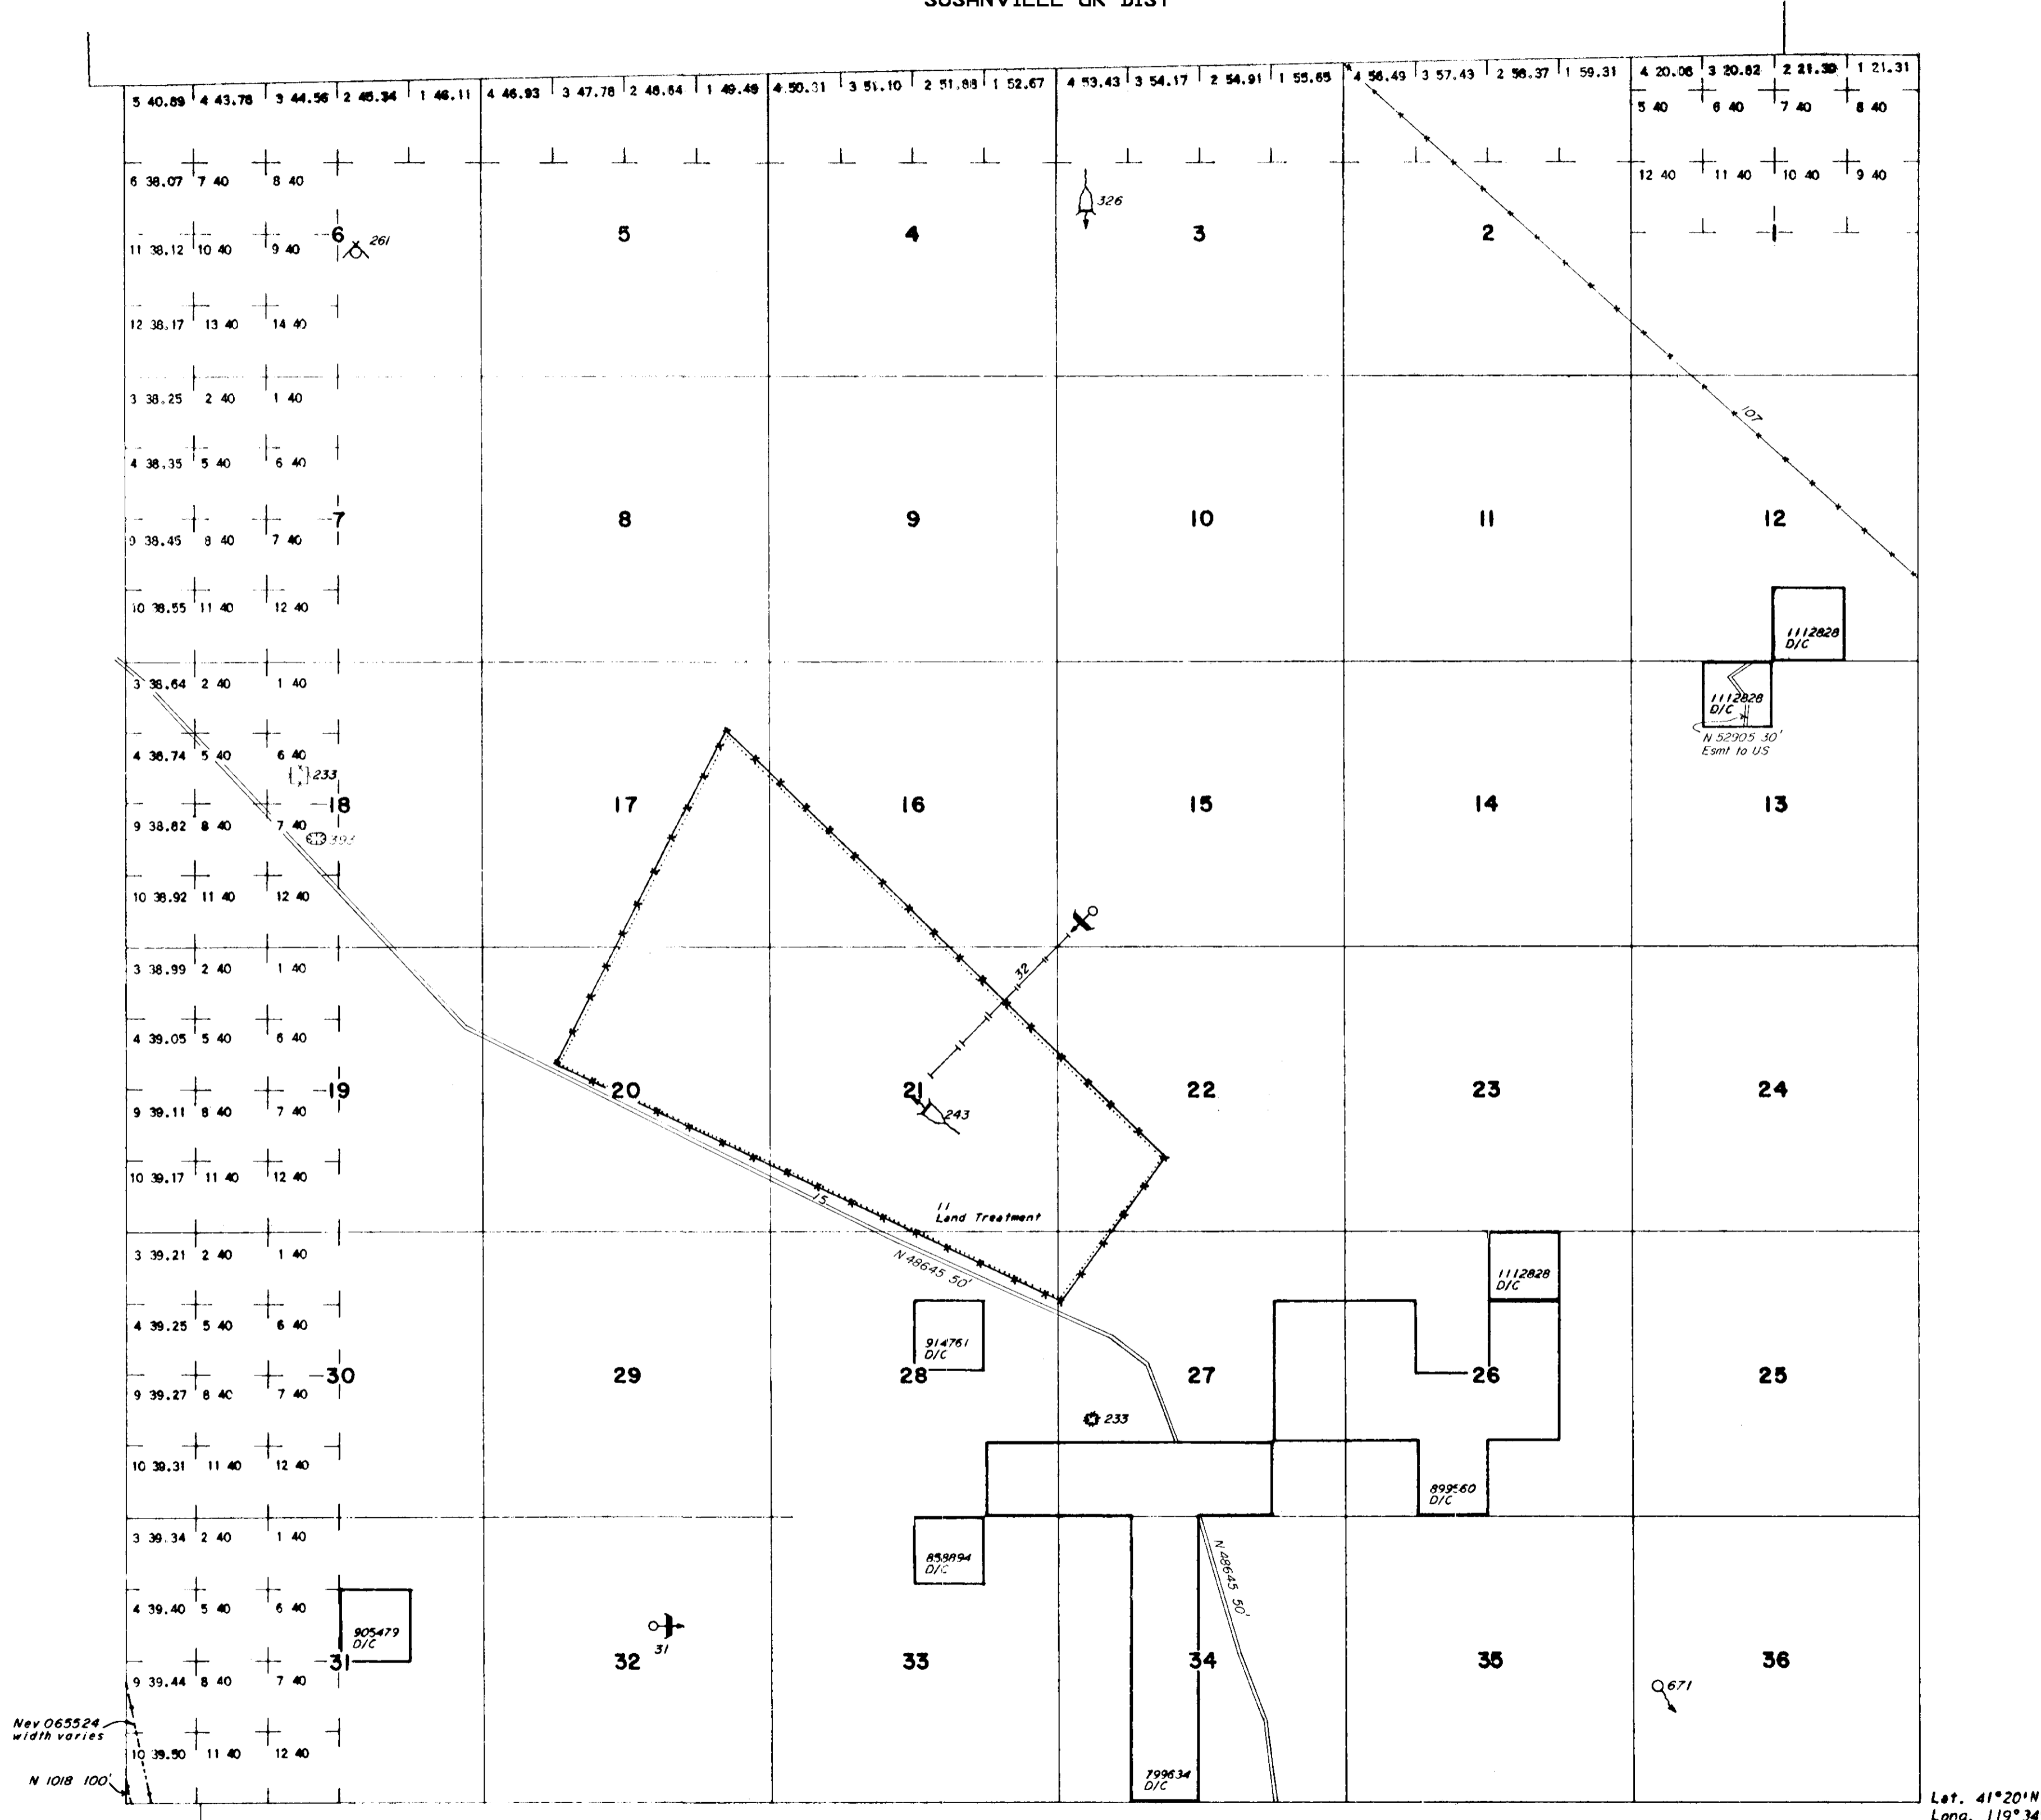 SUSANVILLE GR DIST
5 40.89 4 43.76 3 44.56 2 45.34 1 46.11 4 46.93 3 47.78 2 48.64 1 49.49 4 50.31 3 51.10 2 51.88 1 52.67 4 53.43 3 54.17 2 54.91 1 55.65 4 56.49 3 57.43 2 58.37 1 59.31 4 20.06 3 20.62 2 21.30 1 21.31
5 40 6 40 7 40 8 40
6 38.07 7 40 8 40 12 40 11 40 10 40 9 40
326
6 5 4 3 2 1
261
11 38.12 10 40 9 40
12 38.17 13 40 14 40
3 38.25 2 40 1 40
107
4 38.35 5 40 6 40
7 8 9 10 11 12
9 38.45 8 40 7 40
10 38.55 11 40 12 40
1112828
D/C
3 38.64 2 40 1 40
1112828
D/C
N 52905 30'
Esmt to US
4 38.74 5 40 6 40
233
18 17 16 15 14 13
9 38.82 8 40 7 40
393
10 38.92 11 40 12 40
3 38.99 2 40 1 40
32
4 39.05 5 40 6 40
19 20 21 22 23 24
9 39.11 8 40 7 40
243
10 39.17 11 40 12 40
15
11
Land Treatment
3 39.21 2 40 1 40
N 48645 50'
1112828
D/C
4 39.25 5 40 6 40
914761
D/C
30 29 28 27 26 25
9 39.27 8 40 7 40
233
10 39.31 11 40 12 40
899560
D/C
3 39.34 2 40 1 40
858894
D/C
N 48645 50'
4 39.40 5 40 6 40
905479
D/C
31
31 32 33 34 35 36
9 39.44 8 40 7 40
671
Nev 065524
width varies
10 39.50 11 40 12 40
N 1018 100'
799634
D/C
Lat. 41°20'N
Long. 119°34